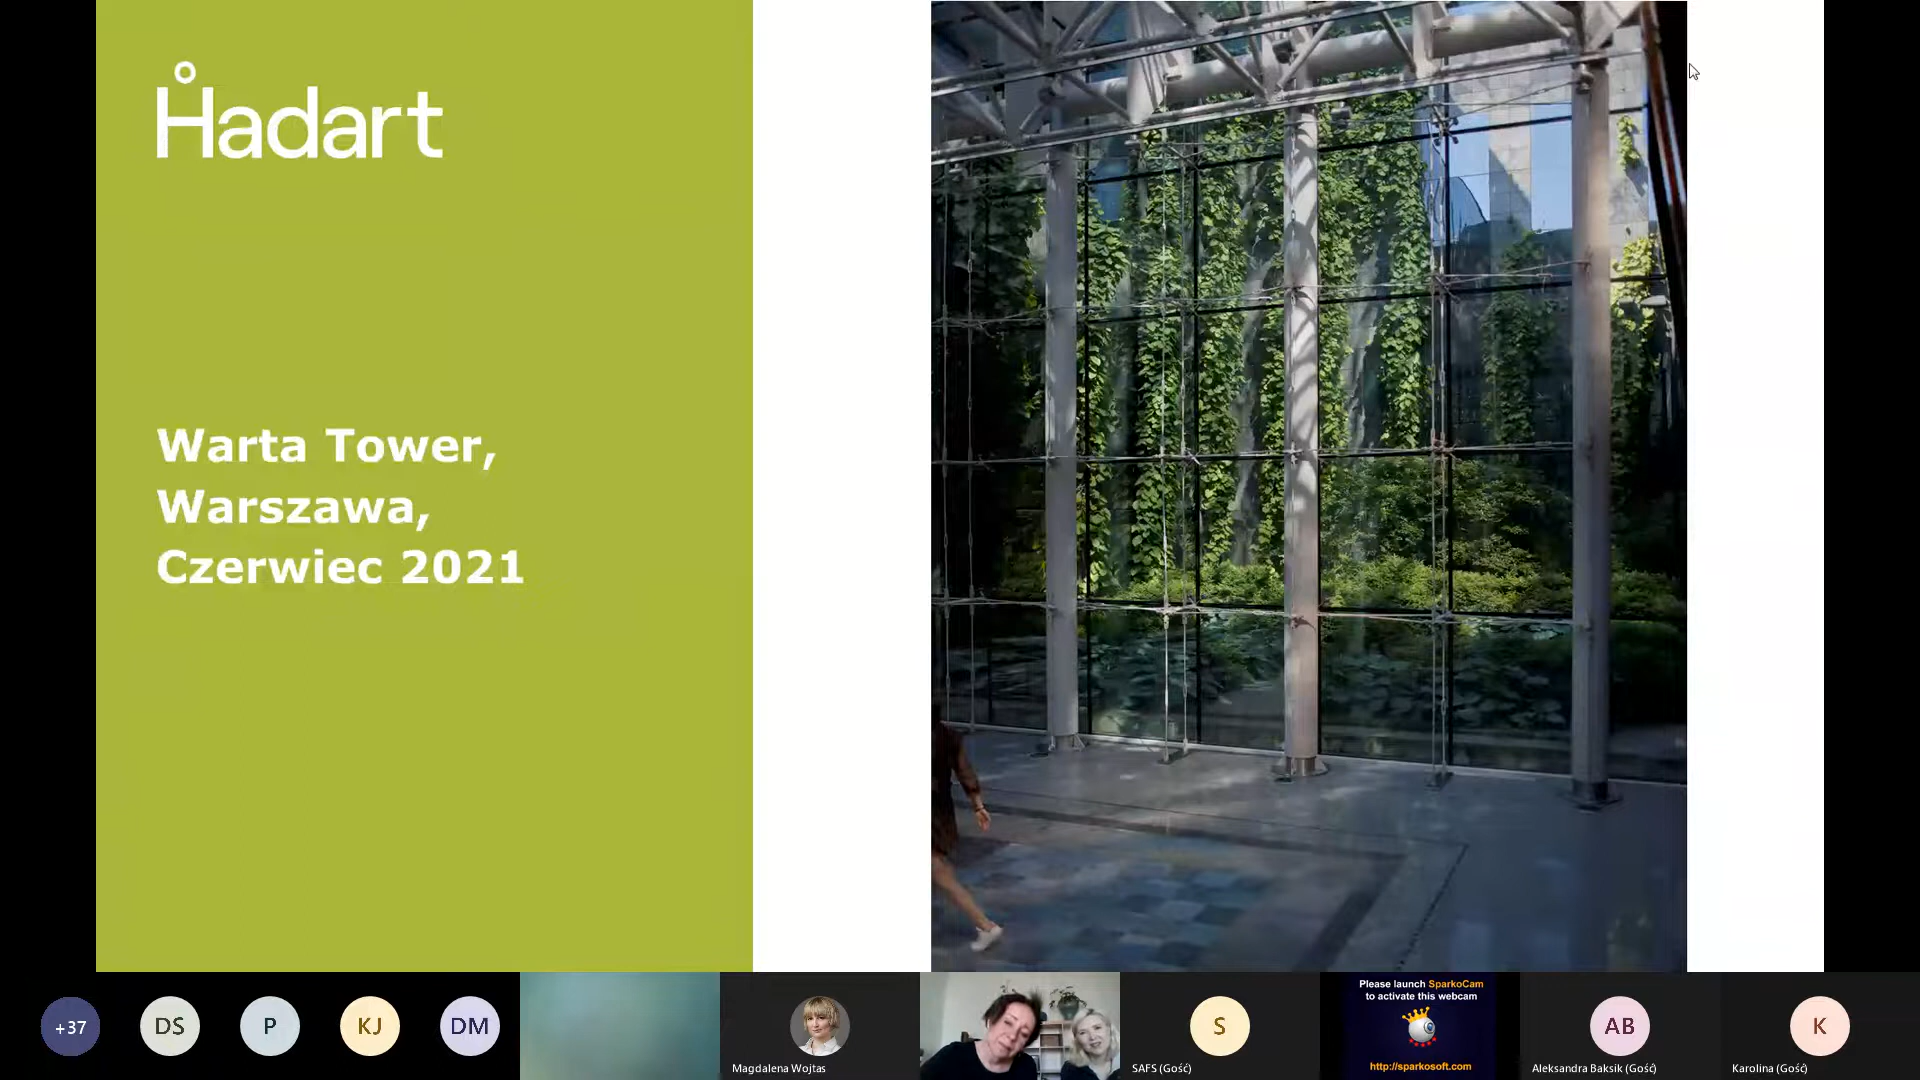 Hadart
Warta Tower,
Warszawa,
Czerwiec 2021
+37
DS
P
KJ
DM
Magdalena Wojtas
S
SAFS (Gość)
Please launch SparkoCam
to activate this webcam
http://sparkosoft.com
AB
Aleksandra Baksik (Gość)
K
Karolina (Gość)